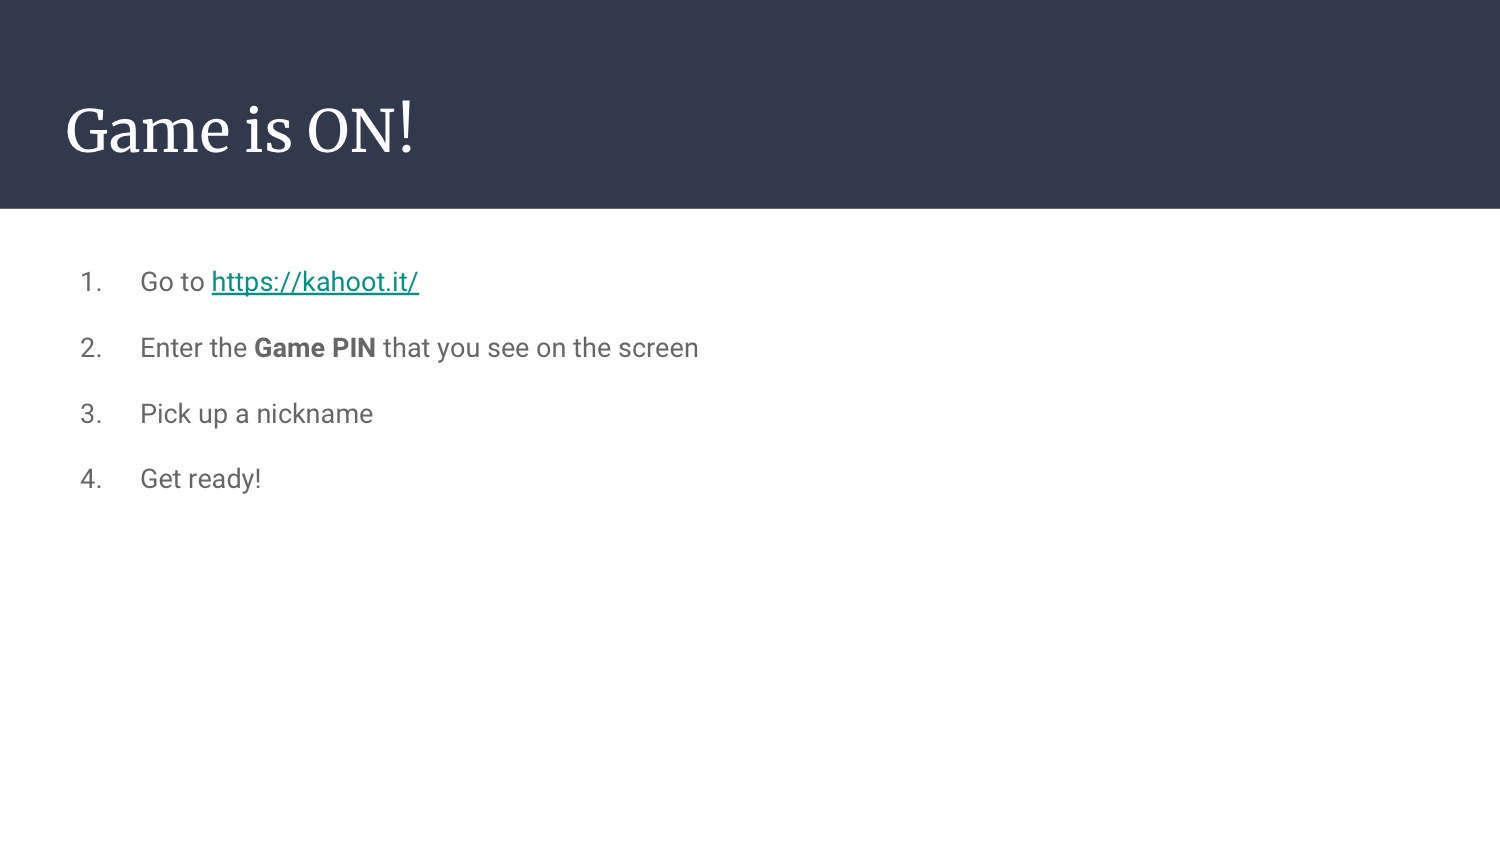 Game is ON!
1. Go to https://kahoot.it/
2. Enter the Game PIN that you see on the screen
3. Pick up a nickname
4. Get ready!